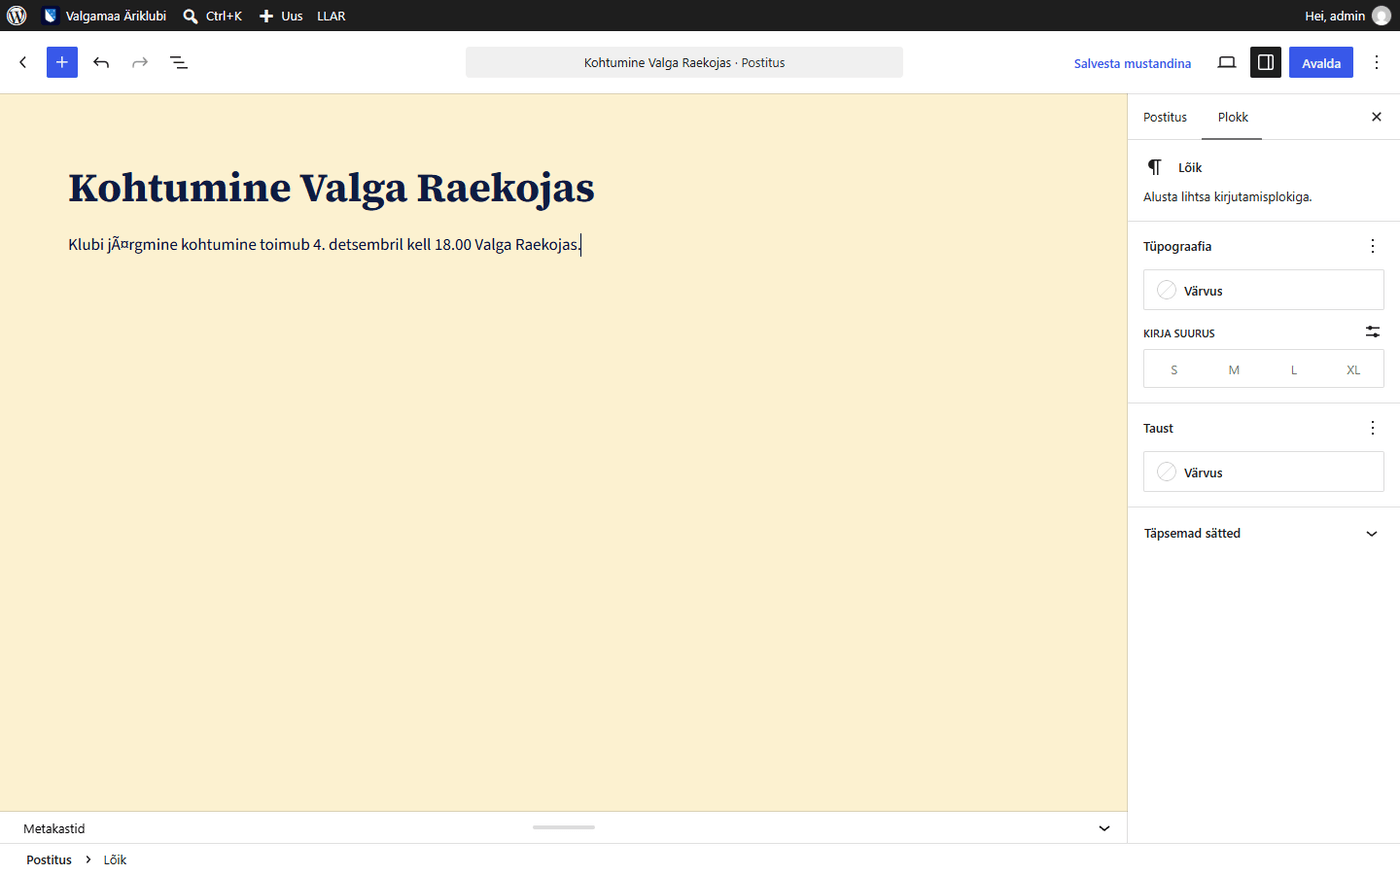 Valgamaa Äriklubi Ctrl+K Uus LLAR Hei, admin
Kohtumine Valga Raekojas · Postitus Salvesta mustandina Avalda
Postitus Plokk
Kohtumine Valga Raekojas
Klubi jÃ¤rgmine kohtumine toimub 4. detsembril kell 18.00 Valga Raekojas.
Lõik
Alusta lihtsa kirjutamisplokiga.
Tüpograafia
Värvus
KIRJA SUURUS
S M L XL
Taust
Värvus
Täpsemad sätted
Metakastid
Postitus Lõik